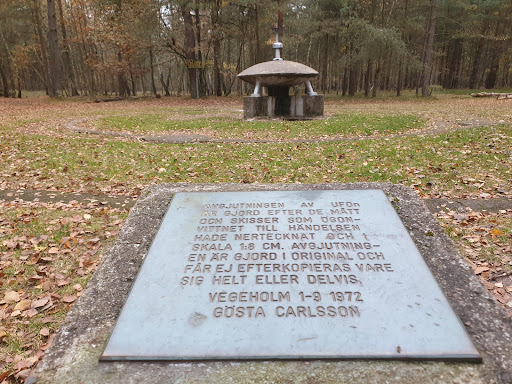 AVGJUTNINGEN AV UFOn
ÄR GJORD EFTER DE MÅTT
OCH SKISSER SOM ÖGON-
VITTNET TILL HÄNDELSEN
HADE NERTECKNAT OCH I
SKALA 1:8 CM. AVGJUTNING-
EN ÄR GJORD I ORIGINAL OCH
FÅR EJ EFTERKOPIERAS VARE
SIG HELT ELLER DELVIS,
VEGEHOLM 1-9 1972
GÖSTA CARLSSON